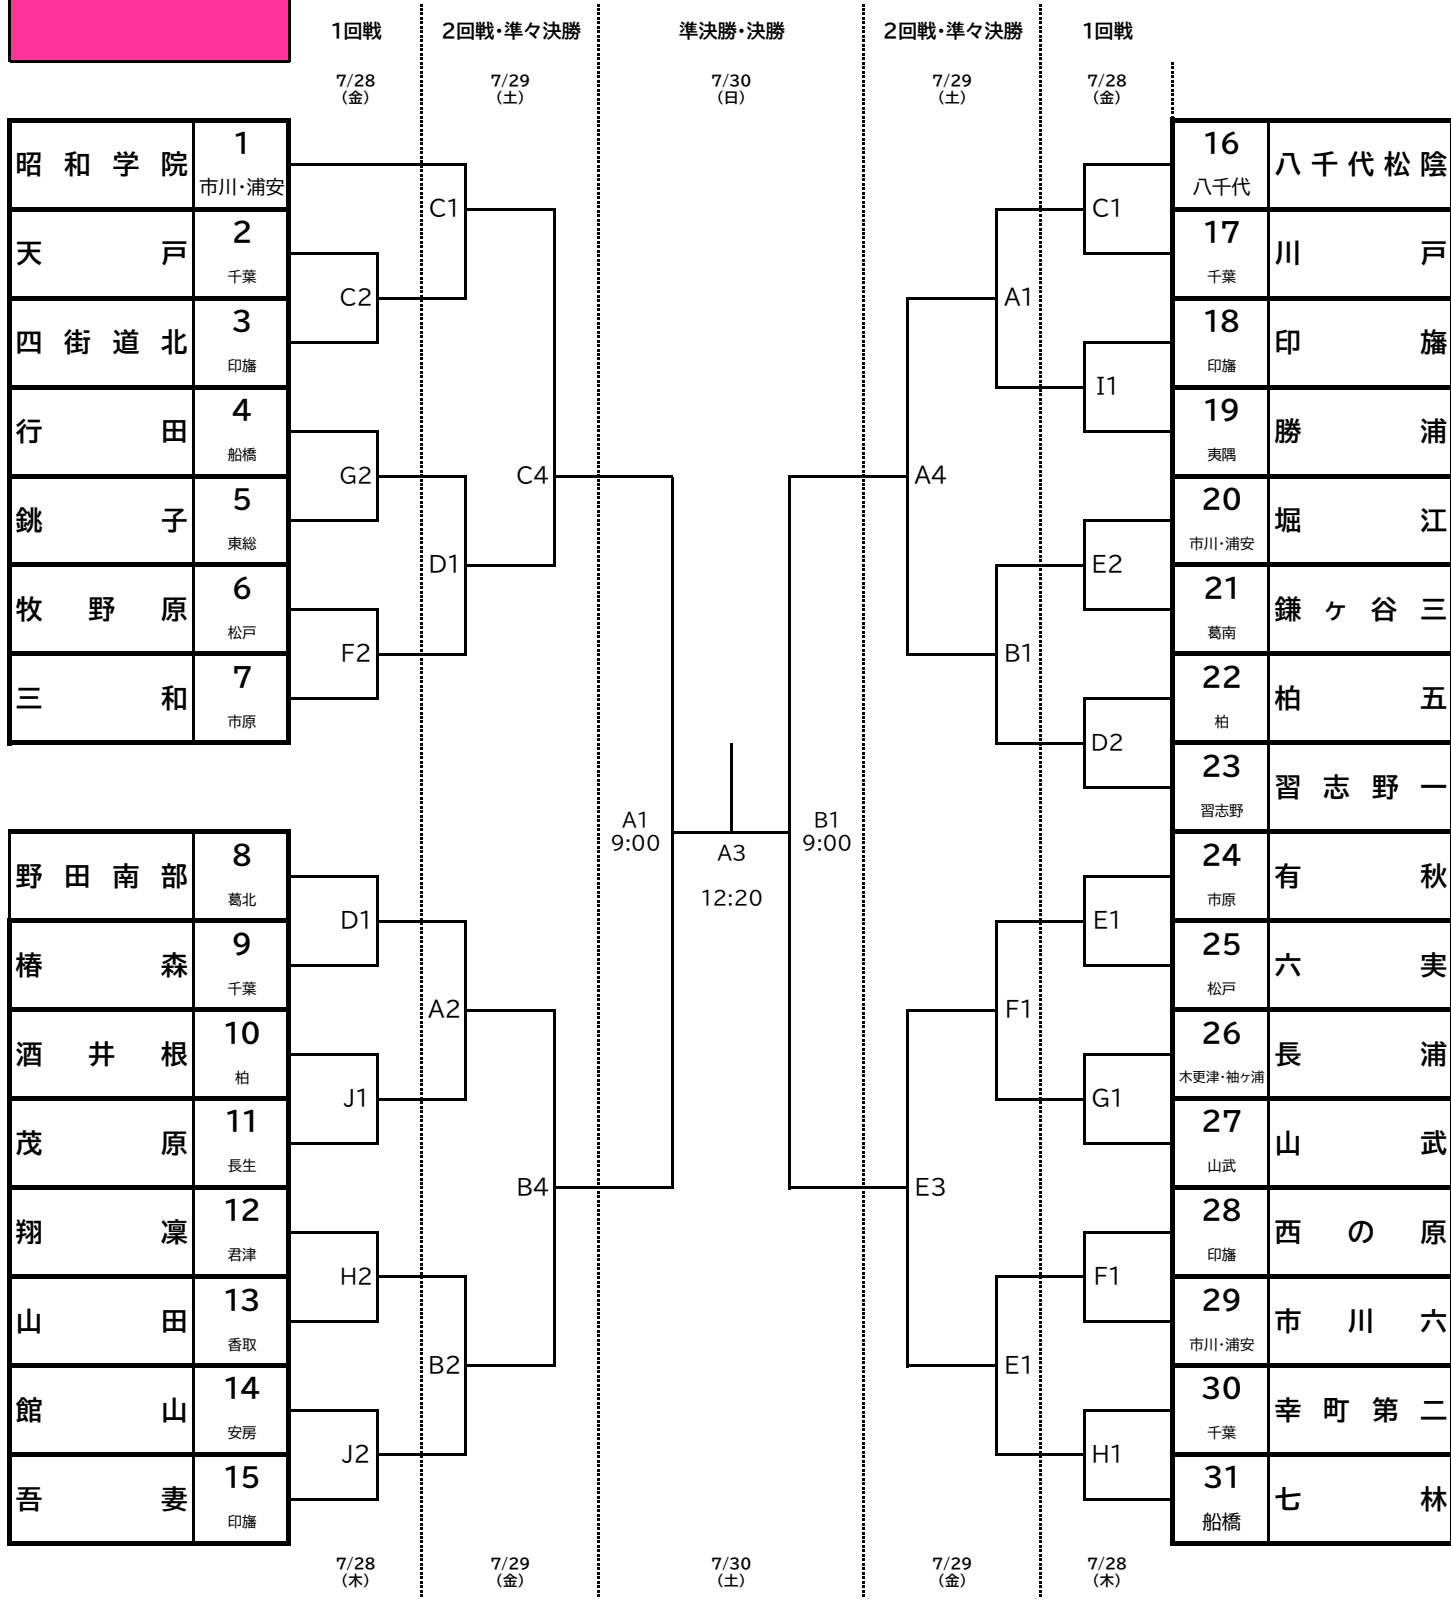 1回戦 2回戦・準々決勝 準決勝・決勝 2回戦・準々決勝 1回戦
7/28 7/29 7/30 7/29 7/28
（金） （土） （日） （土） （金）
昭和学院 1 市川・浦安
天戸 2 千葉
四街道北 3 印旛
行田 4 船橋
銚子 5 東総
牧野原 6 松戸
三和 7 市原
野田南部 8 葛北
椿森 9 千葉
酒井根 10 柏
茂原 11 長生
翔凜 12 君津
山田 13 香取
館山 14 安房
吾妻 15 印旛
C2
G2
F2
D1
J1
H2
J2
C1
D1
A2
B2
C4
B4
A1
9:00
A3
12:20
B1
9:00
A4
E3
A1
B1
F1
E1
C1
I1
E2
D2
E1
G1
F1
H1
16 八千代 八千代松陰
17 千葉 川戸
18 印旛 印旛
19 夷隅 勝浦
20 市川・浦安 堀江
21 葛南 鎌ヶ谷三
22 柏 柏五
23 習志野 習志野一
24 市原 有秋
25 松戸 六実
26 木更津・袖ヶ浦 長浦
27 山武 山武
28 印旛 西の原
29 市川・浦安 市川六
30 千葉 幸町第二
31 船橋 七林
7/28 7/29 7/30 7/29 7/28
（木） （金） （土） （金） （木）